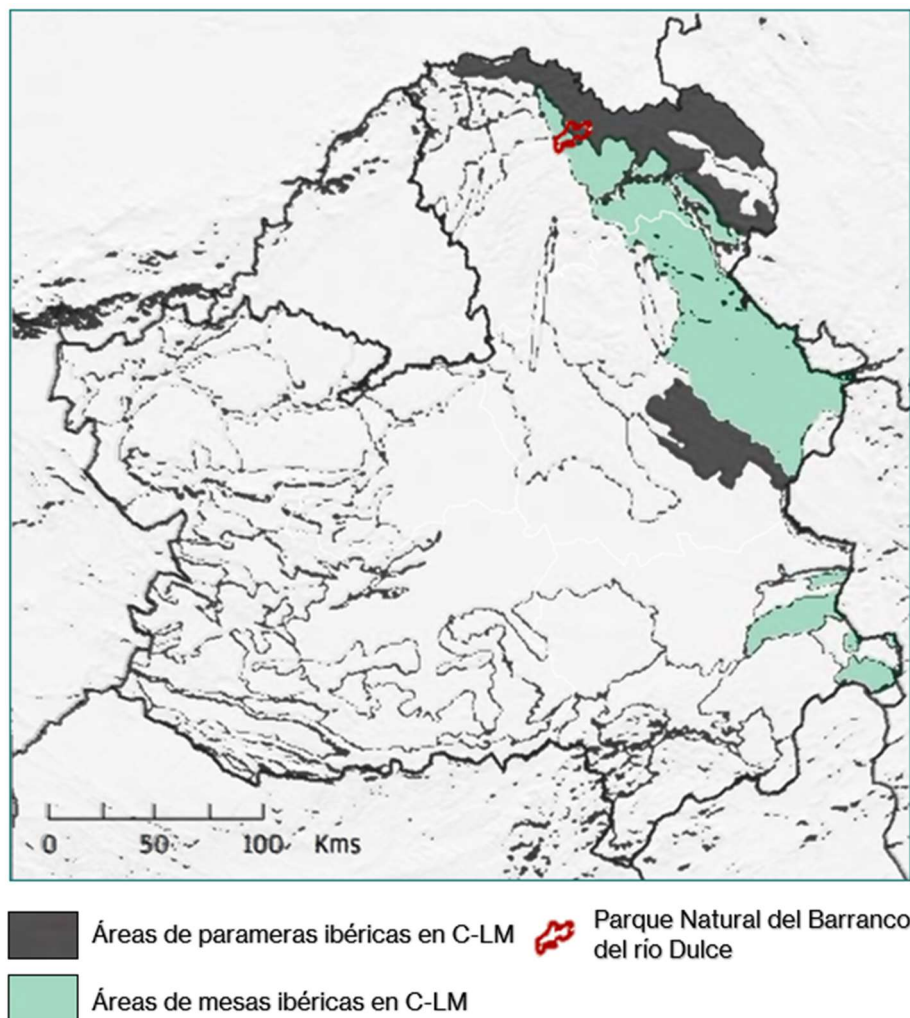 0 50 100 Kms
Áreas de parameras ibéricas en C-LM
Parque Natural del Barranco
del río Dulce
Áreas de mesas ibéricas en C-LM